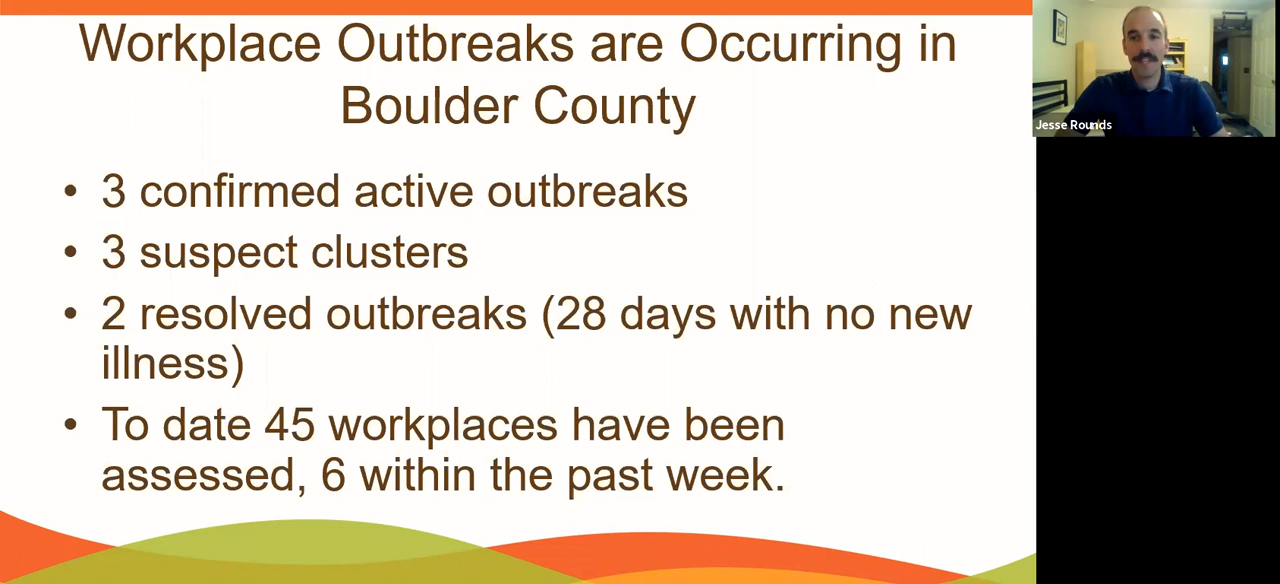 Workplace Outbreaks are Occurring in
Boulder County
• 3 confirmed active outbreaks
• 3 suspect clusters
• 2 resolved outbreaks (28 days with no new
illness)
• To date 45 workplaces have been
assessed, 6 within the past week.
Jesse Rounds